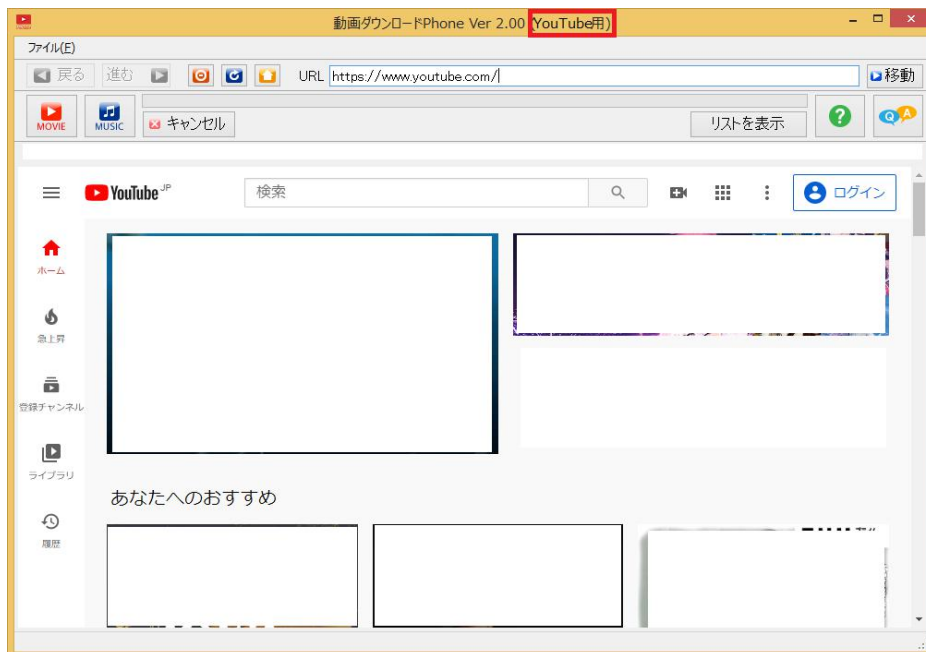 動画ダウンロードPhone Ver 2.00 (YouTube用)
ファイル(F)
戻る 進む URL https://www.youtube.com/ 移動
MOVIE MUSIC キャンセル リストを表示 ? Q A
YouTube JP 検索 ログイン
ホーム
急上昇
登録チャンネル
ライブラリ
あなたへのおすすめ
履歴